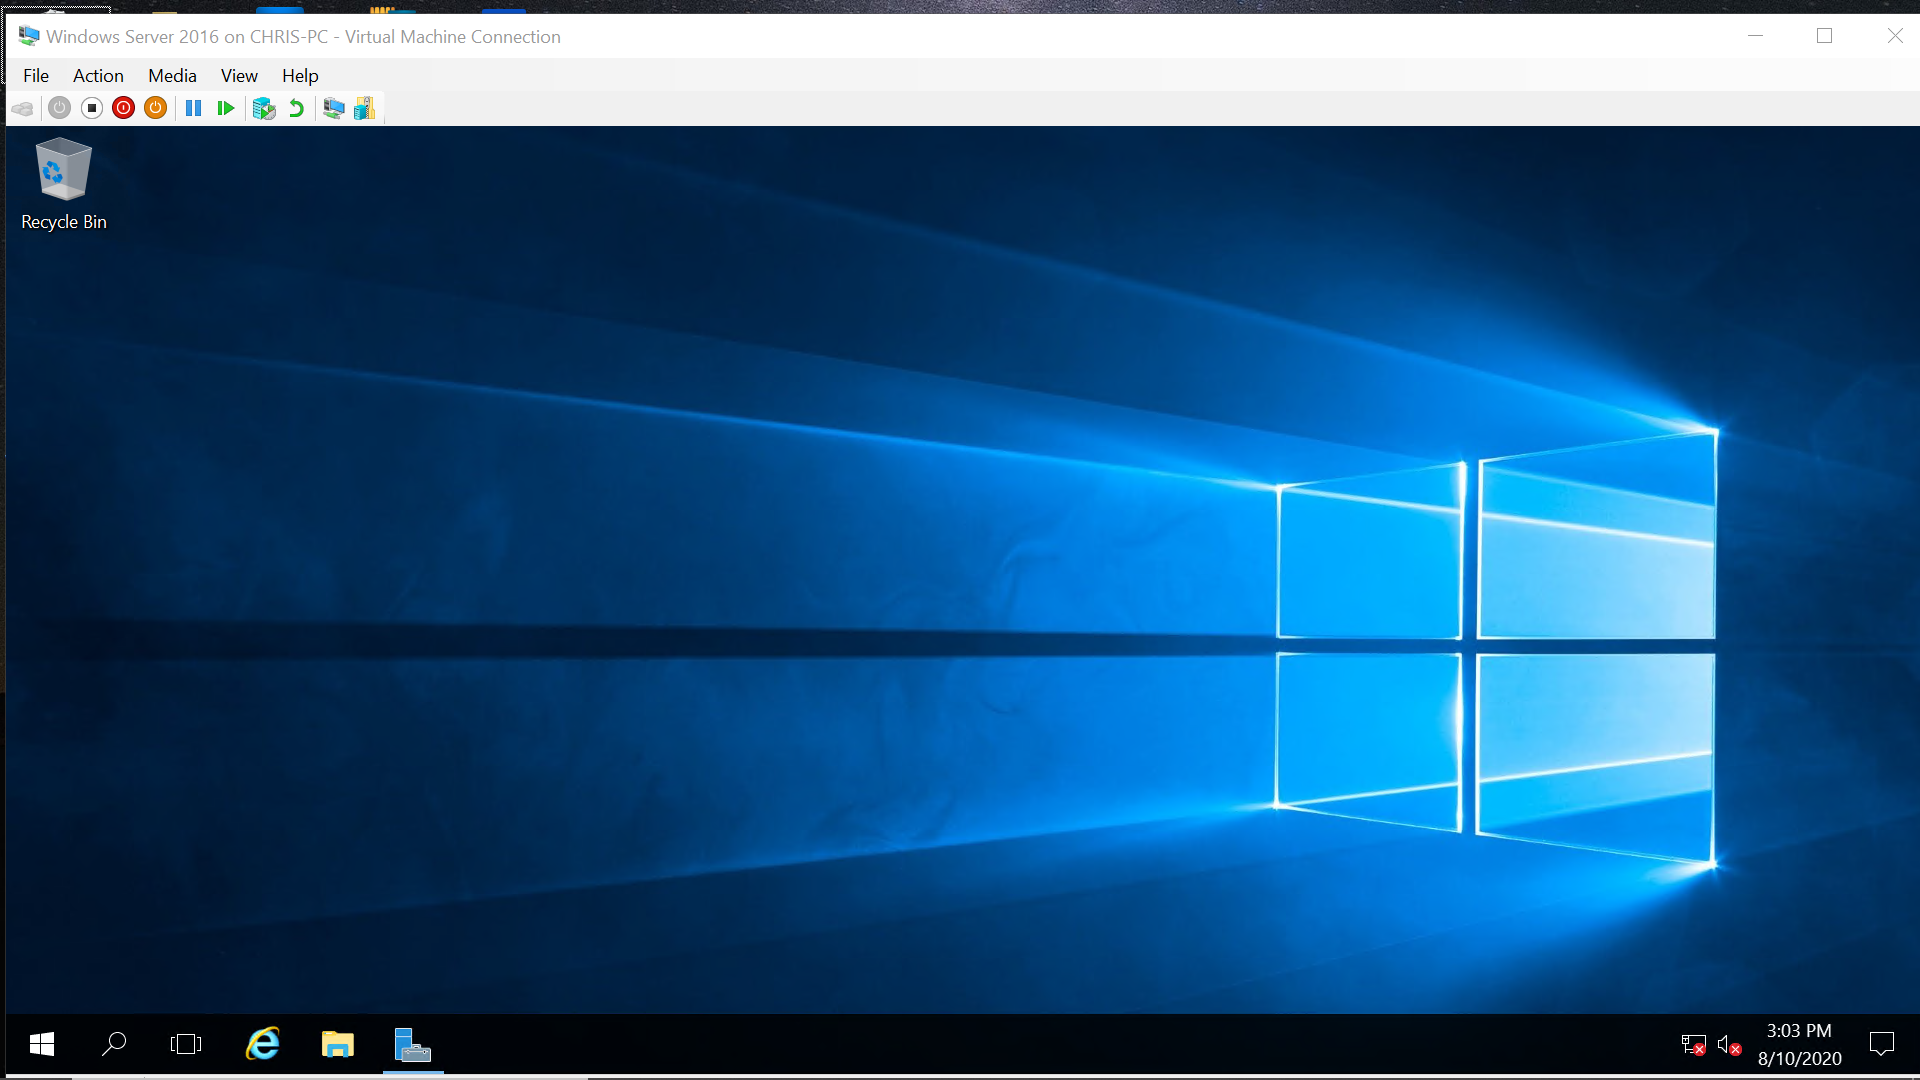 Windows Server 2016 on CHRIS-PC - Virtual Machine Connection
File Action Media View Help
Recycle Bin
3:03 PM
8/10/2020